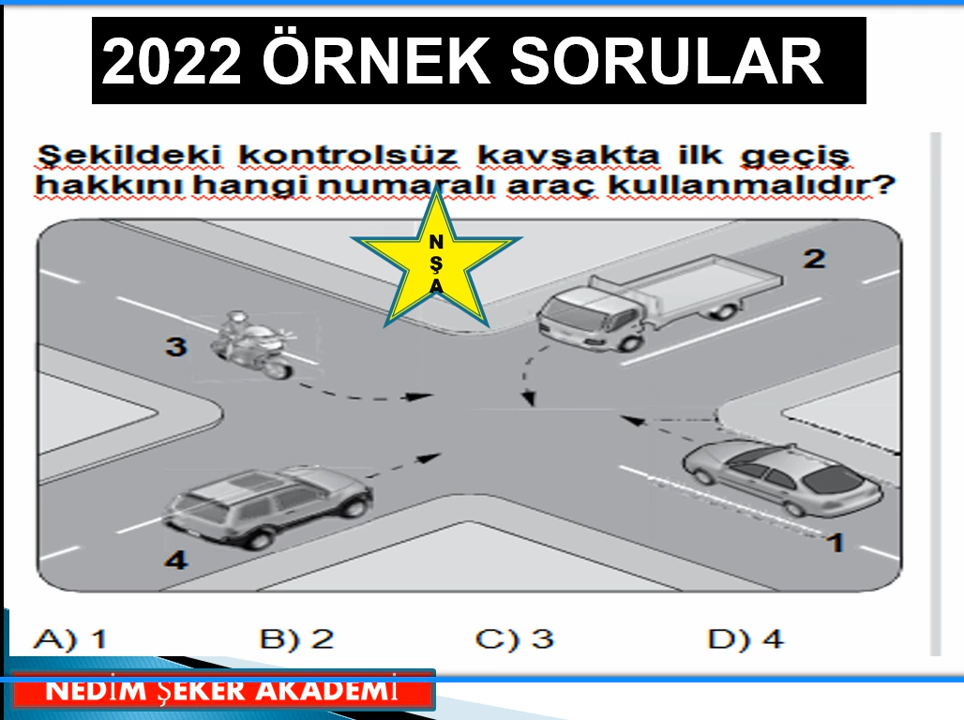 2022 ÖRNEK SORULAR
Şekildeki kontrolsüz kavşakta ilk geçiş
hakkını hangi numaralı araç kullanmalıdır?
N
Ş
A
2
3
4
1
A) 1 B) 2 C) 3 D) 4
NEDİM ŞEKER AKADEMİ